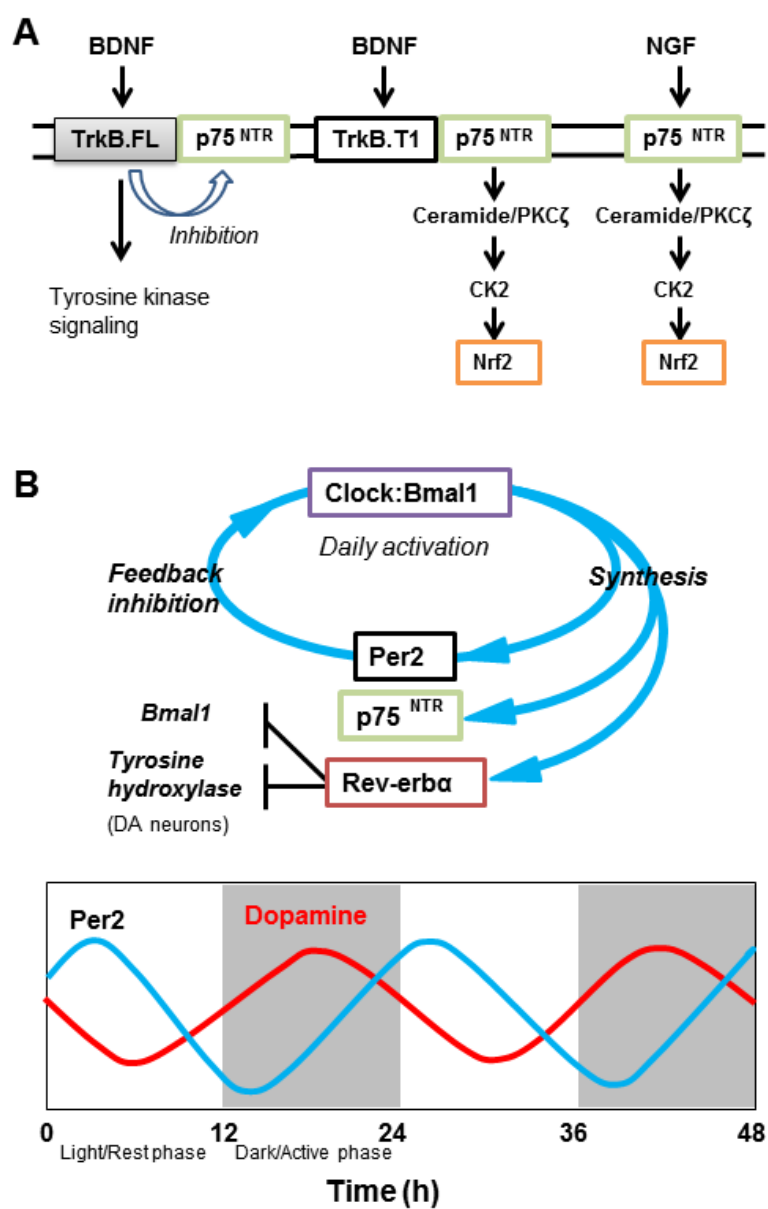 A
BDNF BDNF NGF
TrkB.FL p75 NTR TrkB.T1 p75 NTR p75 NTR
Inhibition
Ceramide/PKCζ Ceramide/PKCζ
Tyrosine kinase
signaling
CK2 CK2
Nrf2 Nrf2
B
Clock:Bmal1
Daily activation
Feedback
inhibition
Synthesis
Per2
p75 NTR
Bmal1
Tyrosine
hydroxylase
(DA neurons)
Rev-erbα
Per2 Dopamine
0 12 24 36 48
Light/Rest phase Dark/Active phase
Time (h)